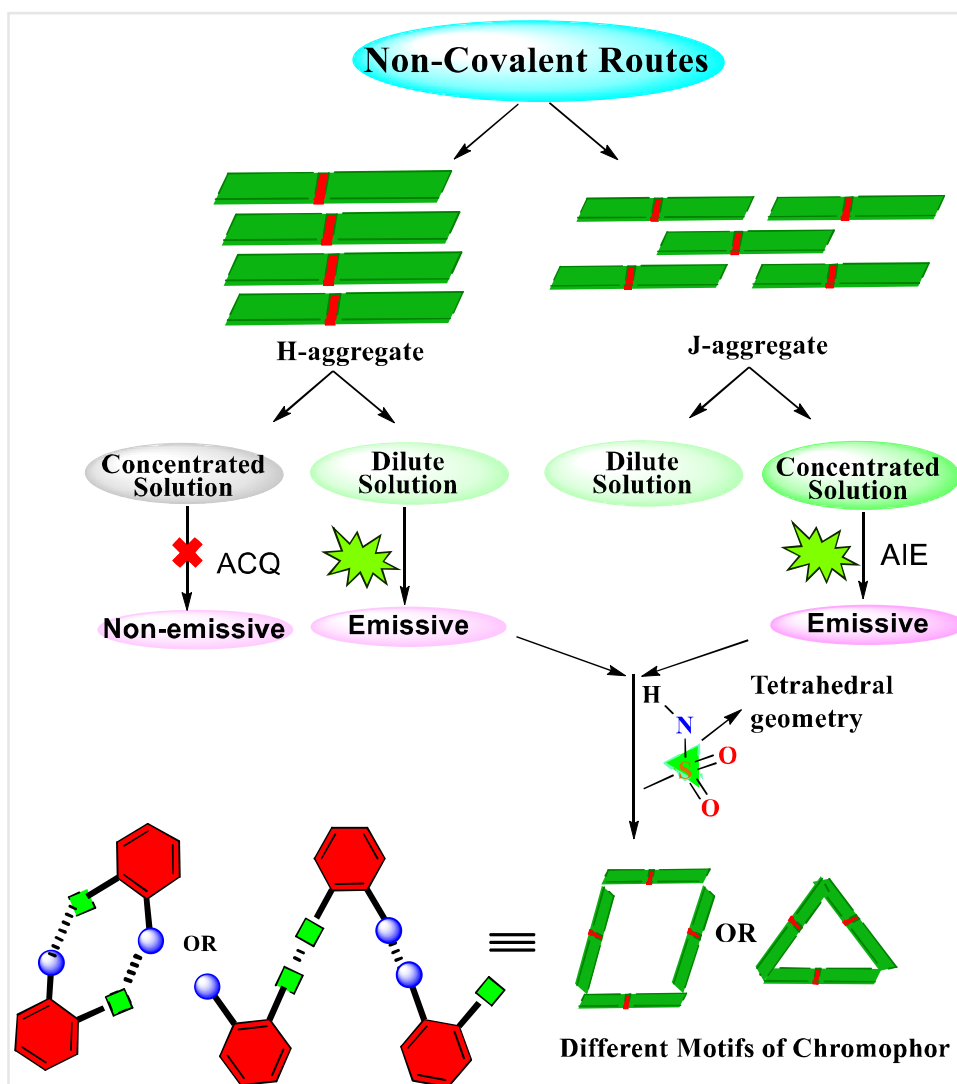 Non-Covalent Routes
H-aggregate
J-aggregate
Concentrated
Solution
Dilute
Solution
Dilute
Solution
Concentrated
Solution
ACQ
AIE
Non-emissive
Emissive
Emissive
Tetrahedral
geometry
H
N
S
O
O
OR
OR
Different Motifs of Chromophor